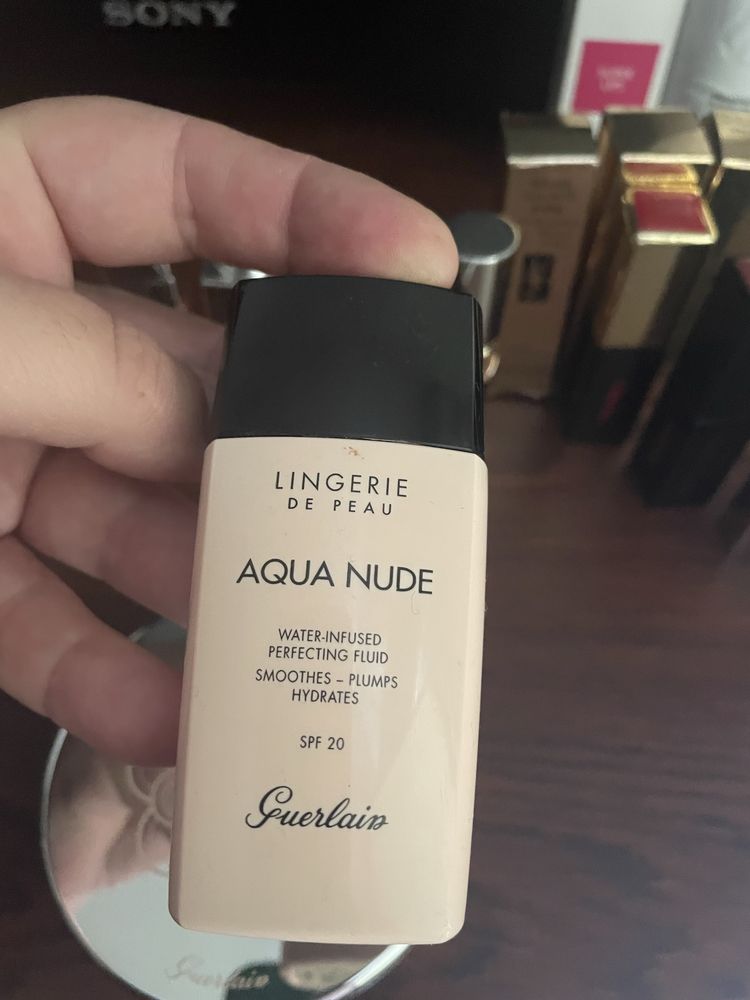 SONY
LINGERIE
DE PEAU
AQUA NUDE
WATER-INFUSED
PERFECTING FLUID
SMOOTHES – PLUMPS
HYDRATES
SPF 20
Guerlain
Guerlain